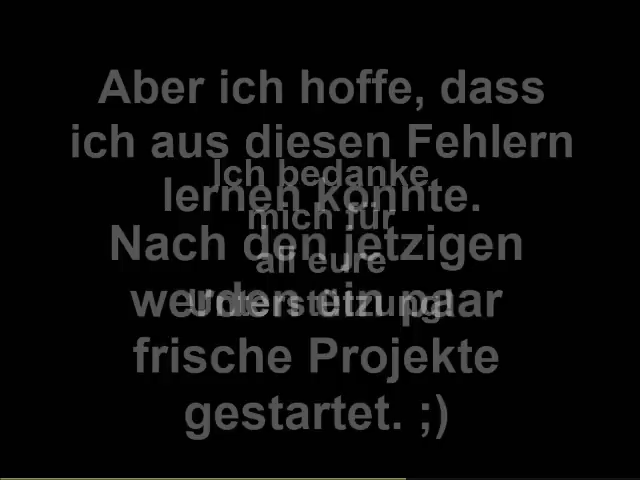 Aber ich hoffe, dass
ich aus diesen Fehlern
lernen konnte.
Nach den jetzigen
werden ein paar
frische Projekte
gestartet. ;)
Ich bedanke
mich für
all eure
Unterstützung!